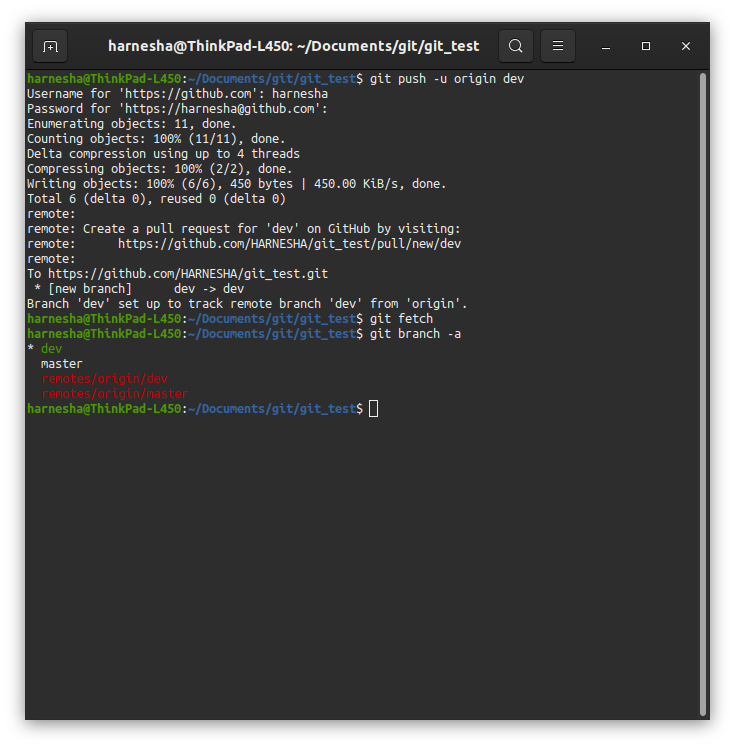 harnesha@ThinkPad-L450: ~/Documents/git/git_test
harnesha@ThinkPad-L450:~/Documents/git/git_test$ git push -u origin dev
Username for 'https://github.com': harnesha
Password for 'https://harnesha@github.com':
Enumerating objects: 11, done.
Counting objects: 100% (11/11), done.
Delta compression using up to 4 threads
Compressing objects: 100% (2/2), done.
Writing objects: 100% (6/6), 450 bytes | 450.00 KiB/s, done.
Total 6 (delta 0), reused 0 (delta 0)
remote:
remote: Create a pull request for 'dev' on GitHub by visiting:
remote:      https://github.com/HARNESHA/git_test/pull/new/dev
remote:
To https://github.com/HARNESHA/git_test.git
 * [new branch]      dev -> dev
Branch 'dev' set up to track remote branch 'dev' from 'origin'.
harnesha@ThinkPad-L450:~/Documents/git/git_test$ git fetch
harnesha@ThinkPad-L450:~/Documents/git/git_test$ git branch -a
* dev
  master
  remotes/origin/dev
  remotes/origin/master
harnesha@ThinkPad-L450:~/Documents/git/git_test$